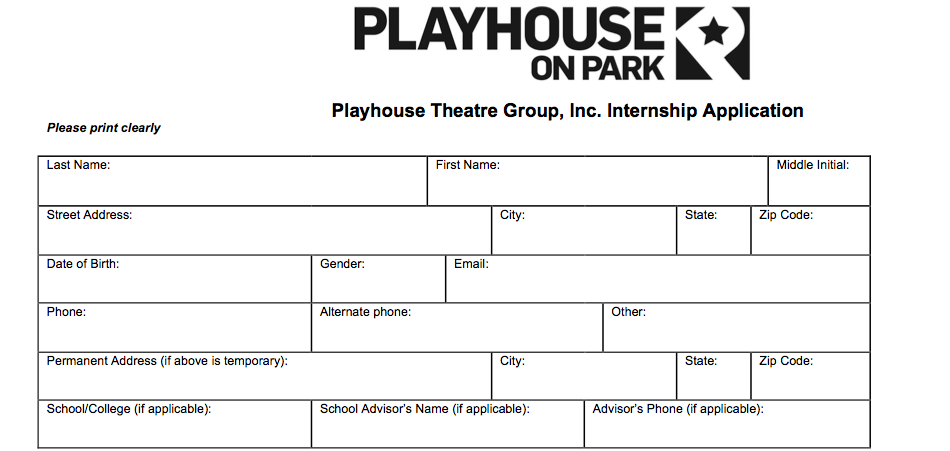 PLAYHOUSE
ON PARK
Playhouse Theatre Group, Inc. Internship Application
Please print clearly
Last Name: First Name: Middle Initial:
Street Address: City: State: Zip Code:
Date of Birth: Gender: Email:
Phone: Alternate phone: Other:
Permanent Address (if above is temporary): City: State: Zip Code:
School/College (if applicable): School Advisor's Name (if applicable): Advisor's Phone (if applicable):